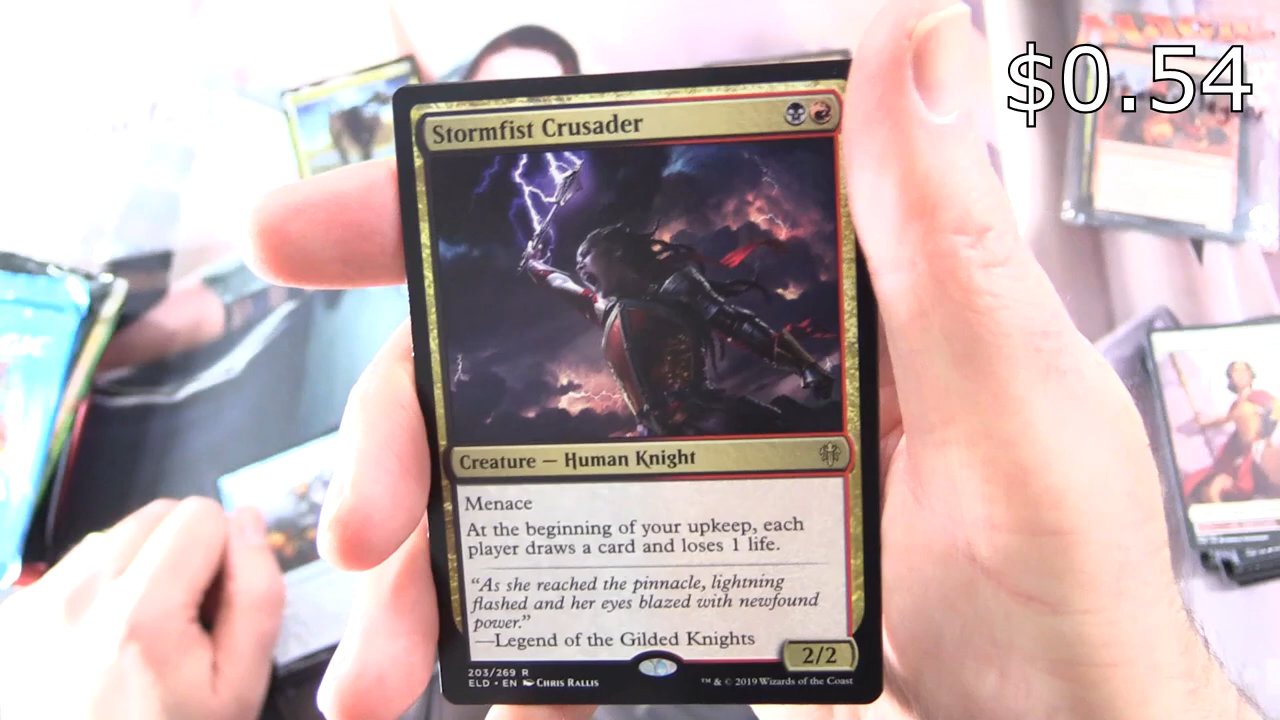 $0.54
Stormfist Crusader
Creature — Human Knight
Menace
At the beginning of your upkeep, each
player draws a card and loses 1 life.
“As she reached the pinnacle, lightning
flashed and her eyes blazed with newfound
power.”
—Legend of the Gilded Knights
2/2
203/269 R
ELD • EN Chris Rallis
™ & © 2019 Wizards of the Coast